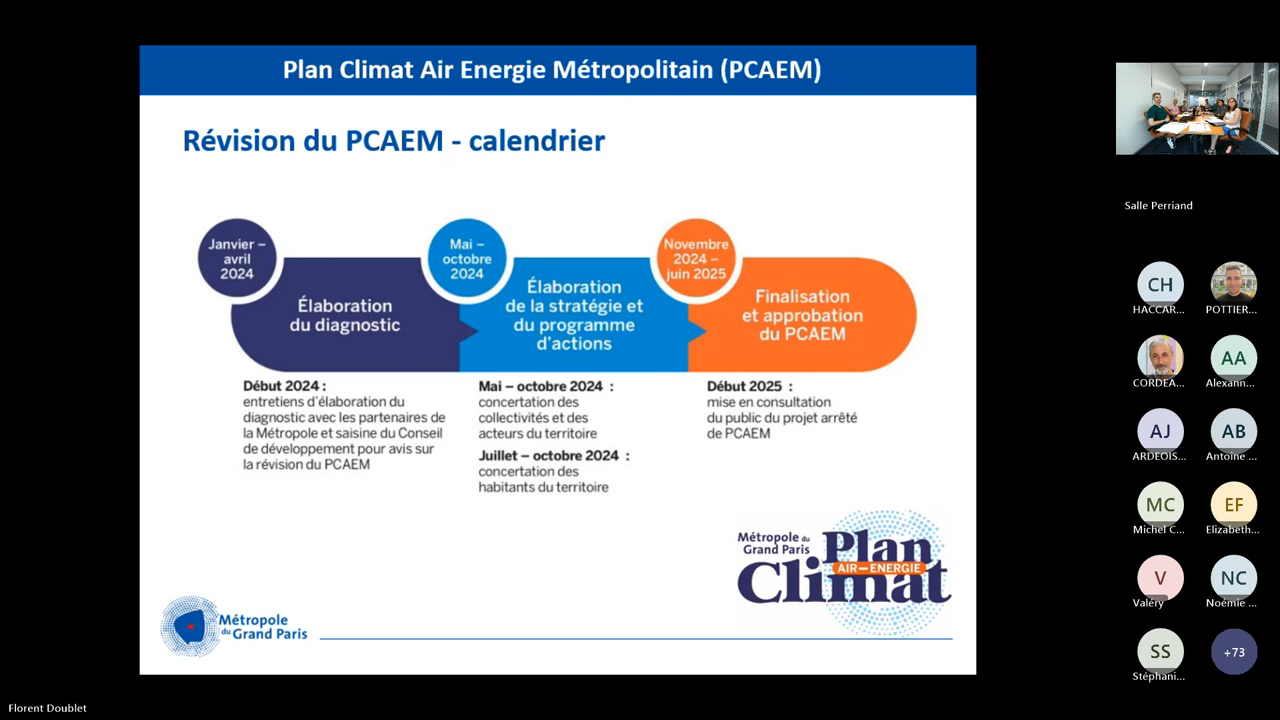 Plan Climat Air Energie Métropolitain (PCAEM)
Révision du PCAEM - calendrier
Janvier –
avril
2024
Élaboration
du diagnostic
Mai –
octobre
2024
Élaboration
de la stratégie et
du programme
d'actions
Novembre
2024 –
juin 2025
Finalisation
et approbation
du PCAEM
Début 2024 :
entretiens d'élaboration du
diagnostic avec les partenaires de
la Métropole et saisine du Conseil
de développement pour avis sur
la révision du PCAEM
Mai – octobre 2024 :
concertation des
collectivités et des
acteurs du territoire
Juillet – octobre 2024 :
concertation des
habitants du territoire
Début 2025 :
mise en consultation
du public du projet arrêté
de PCAEM
Métropole du
Grand Paris
Plan
AIR–ENERGIE
Climat
Métropole
du Grand Paris
Salle Perriand
CH
HACCAR...
POTTIER...
CORDEA...
AA
Alexann...
AJ
ARDEOIS...
AB
Antoine ...
MC
Michel C...
EF
Elizabeth...
V
Valéry
NC
Noémie ...
SS
Stéphani...
+73
Florent Doublet